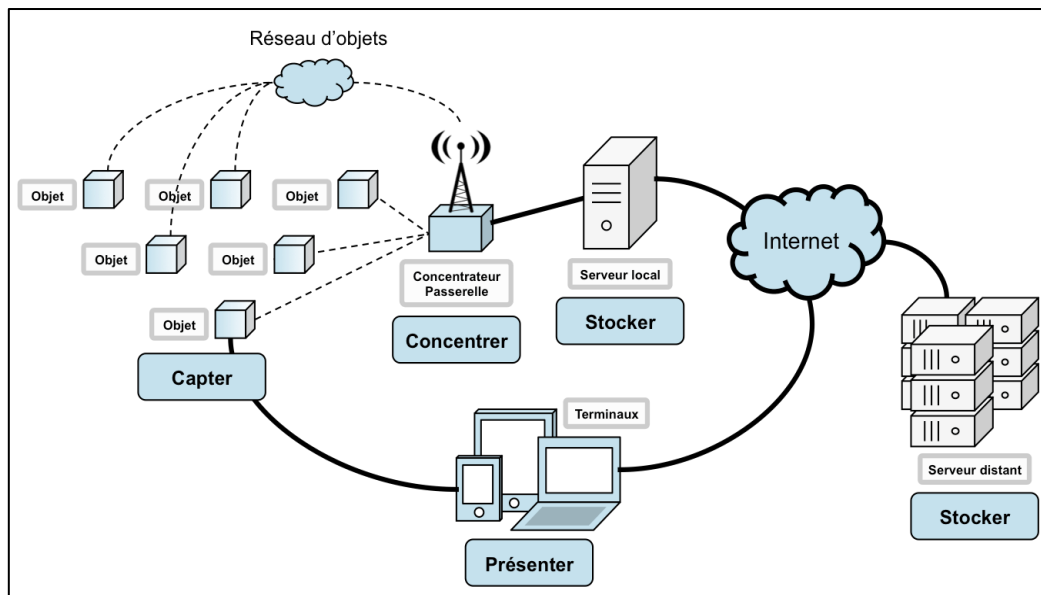 Réseau d'objets
Objet
Objet
Objet
Objet
Objet
Objet
Concentrateur
Passerelle
Concentrer
Serveur local
Stocker
Internet
Capter
Terminaux
Présenter
Serveur distant
Stocker